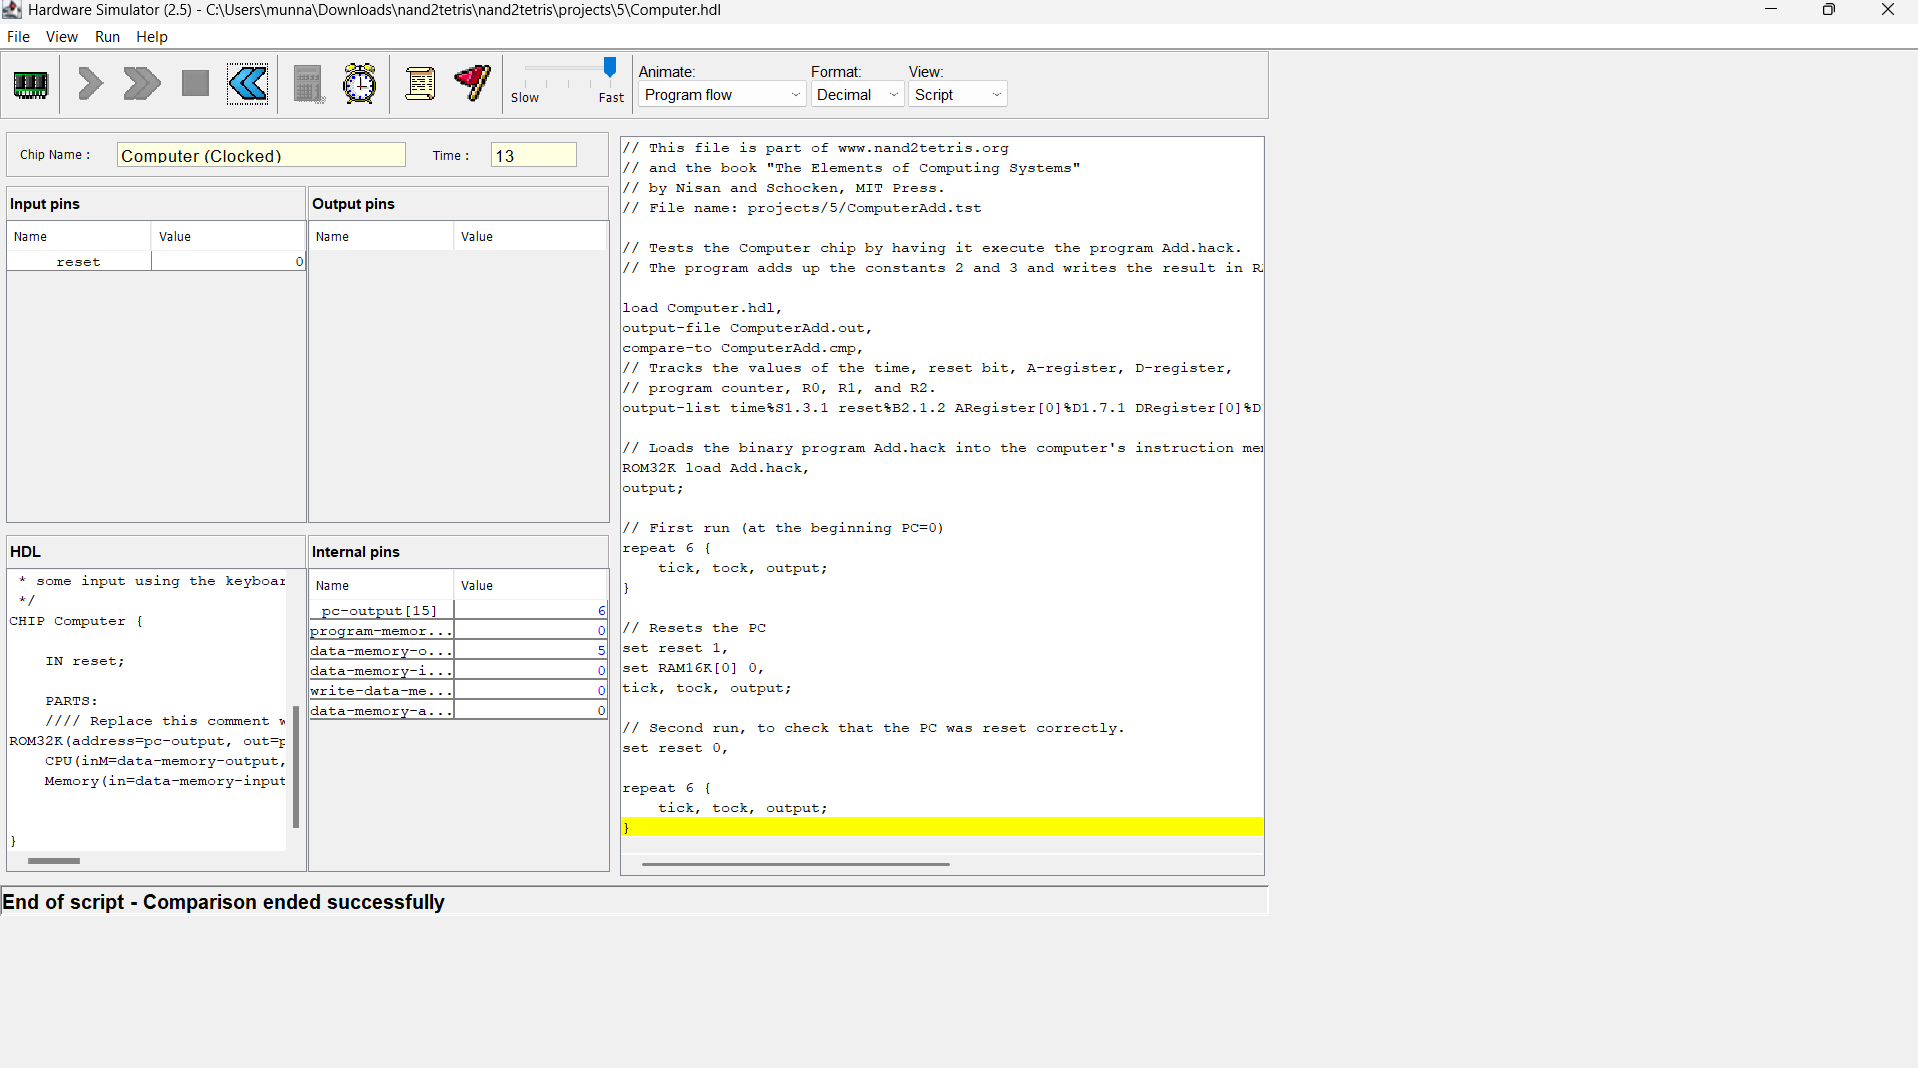 Hardware Simulator (2.5) - C:\Users\munna\Downloads\nand2tetris\nand2tetris\projects\5\Computer.hdl
File View Run Help
Slow Fast
Animate: Format: View:
Program flow Decimal Script
Chip Name : Computer (Clocked) Time : 13
Input pins
Name Value
reset 0
Output pins
Name Value
HDL
* some input using the keyboar
*/
CHIP Computer {
IN reset;
PARTS:
//// Replace this comment w
ROM32K(address=pc-output, out=p
CPU(inM=data-memory-output,
Memory(in=data-memory-input
}
Internal pins
Name Value
pc-output[15] 6
program-memor... 0
data-memory-o... 5
data-memory-i... 0
write-data-me... 0
data-memory-a... 0
// This file is part of www.nand2tetris.org
// and the book "The Elements of Computing Systems"
// by Nisan and Schocken, MIT Press.
// File name: projects/5/ComputerAdd.tst
// Tests the Computer chip by having it execute the program Add.hack.
// The program adds up the constants 2 and 3 and writes the result in R
load Computer.hdl,
output-file ComputerAdd.out,
compare-to ComputerAdd.cmp,
// Tracks the values of the time, reset bit, A-register, D-register,
// program counter, R0, R1, and R2.
output-list time%S1.3.1 reset%B2.1.2 ARegister[0]%D1.7.1 DRegister[0]%D
// Loads the binary program Add.hack into the computer's instruction me
ROM32K load Add.hack,
output;
// First run (at the beginning PC=0)
repeat 6 {
tick, tock, output;
}
// Resets the PC
set reset 1,
set RAM16K[0] 0,
tick, tock, output;
// Second run, to check that the PC was reset correctly.
set reset 0,
repeat 6 {
tick, tock, output;
}
End of script - Comparison ended successfully